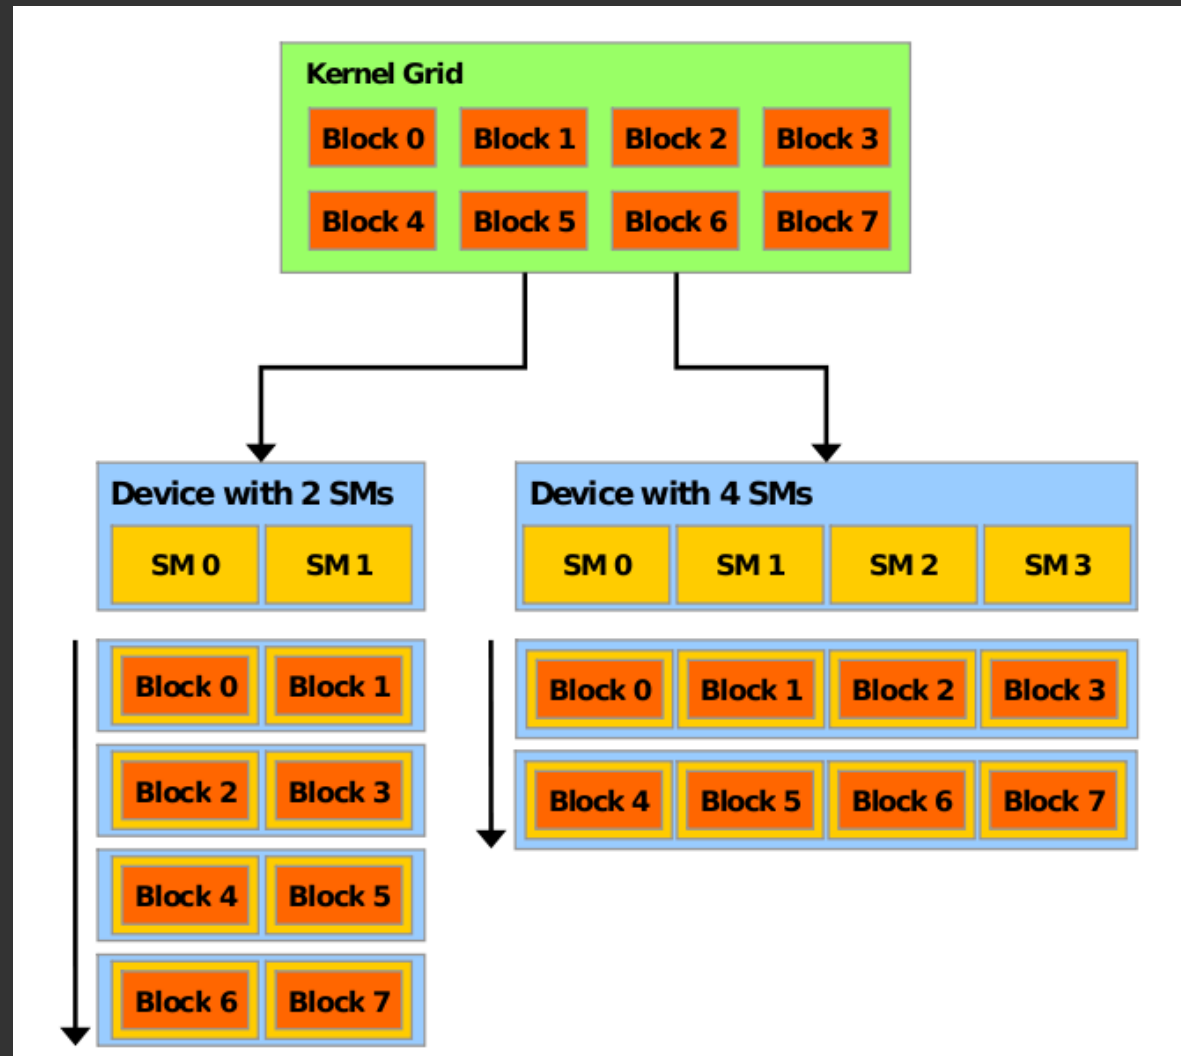 Kernel Grid
Block 0 Block 1 Block 2 Block 3
Block 4 Block 5 Block 6 Block 7
Device with 2 SMs
SM 0 SM 1
Block 0 Block 1
Block 2 Block 3
Block 4 Block 5
Block 6 Block 7
Device with 4 SMs
SM 0 SM 1 SM 2 SM 3
Block 0 Block 1 Block 2 Block 3
Block 4 Block 5 Block 6 Block 7